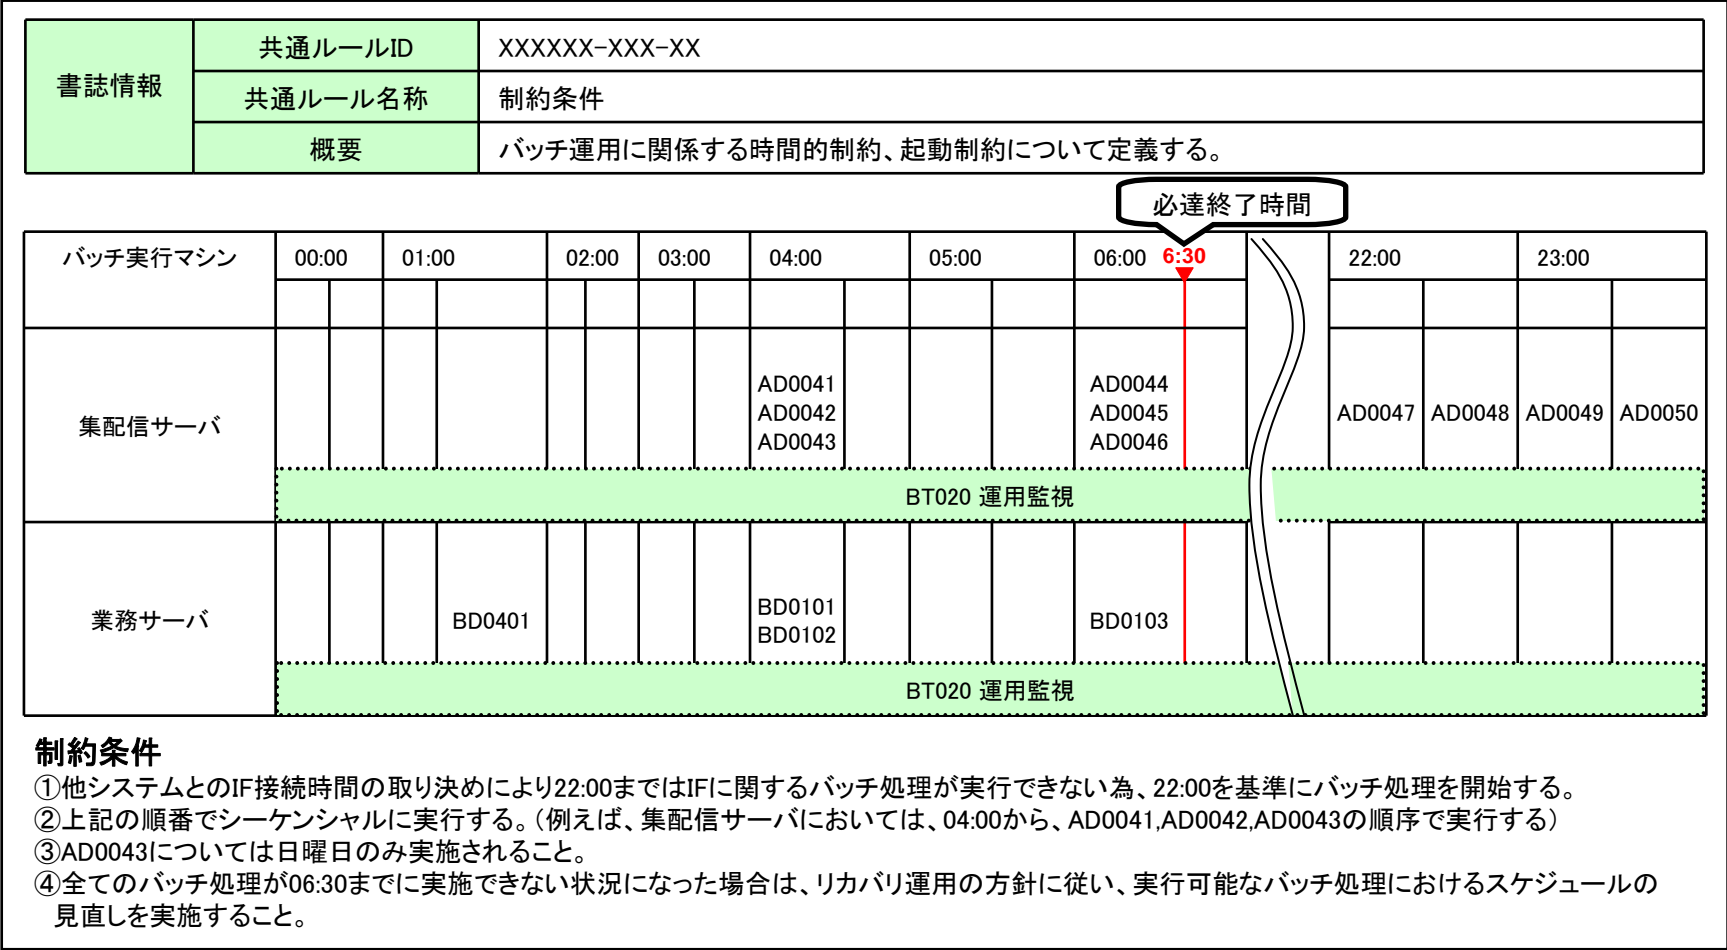 書誌情報
共通ルールID
XXXXXX-XXX-XX
共通ルール名称
制約条件
概要
バッチ運用に関係する時間的制約、起動制約について定義する。
必達終了時間
バッチ実行マシン
00:00
01:00
02:00
03:00
04:00
05:00
06:00
6:30
22:00
23:00
集配信サーバ
AD0041
AD0042
AD0043
AD0044
AD0045
AD0046
AD0047
AD0048
AD0049
AD0050
BT020 運用監視
業務サーバ
BD0401
BD0101
BD0102
BD0103
BT020 運用監視
制約条件
①他システムとのIF接続時間の取り決めにより22:00まではIFに関するバッチ処理が実行できない為、22:00を基準にバッチ処理を開始する。
②上記の順番でシーケンシャルに実行する。（例えば、集配信サーバにおいては、04:00から、AD0041,AD0042,AD0043の順序で実行する）
③AD0043については日曜日のみ実施されること。
④全てのバッチ処理が06:30までに実施できない状況になった場合は、リカバリ運用の方針に従い、実行可能なバッチ処理におけるスケジュールの
見直しを実施すること。